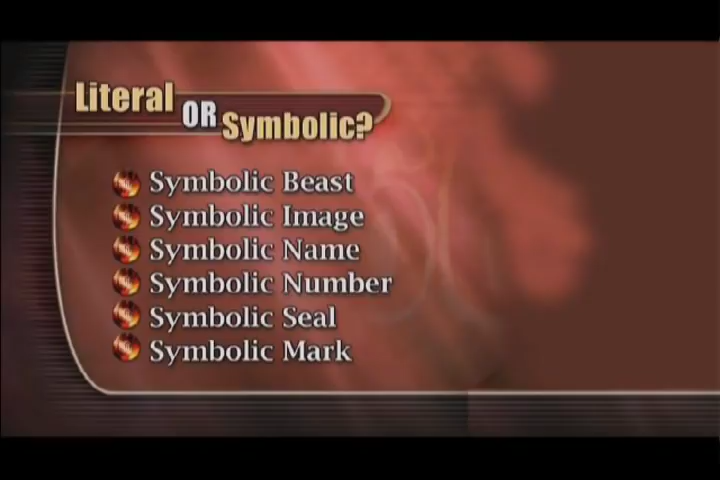 Literal OR Symbolic?
Symbolic Beast
Symbolic Image
Symbolic Name
Symbolic Number
Symbolic Seal
Symbolic Mark